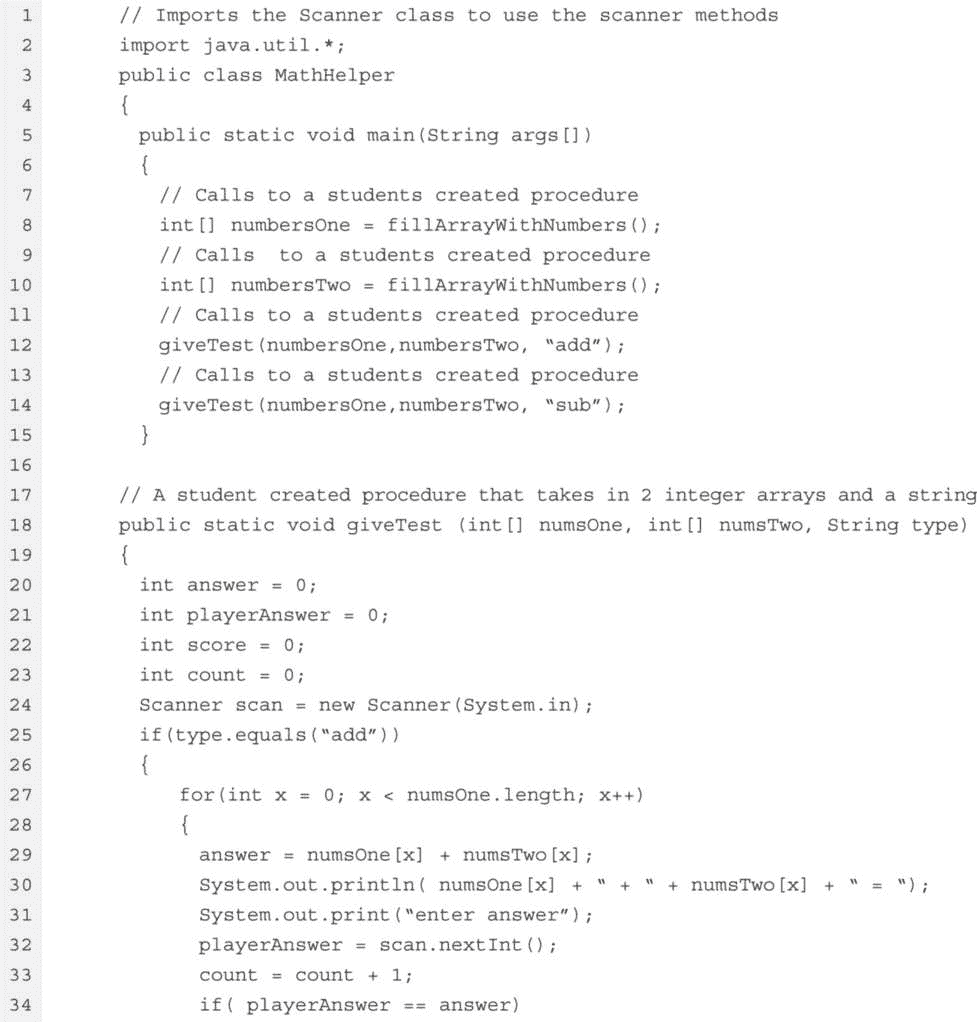 1 // Imports the Scanner class to use the scanner methods
2 import java.util.*;
3 public class MathHelper
4 {
5 public static void main(String args[])
6 {
7 // Calls to a students created procedure
8 int[] numbersOne = fillArrayWithNumbers();
9 // Calls  to a students created procedure
10 int[] numbersTwo = fillArrayWithNumbers();
11 // Calls to a students created procedure
12 giveTest(numbersOne,numbersTwo, “add”);
13 // Calls to a students created procedure
14 giveTest(numbersOne,numbersTwo, “sub”);
15 }
16
17 // A student created procedure that takes in 2 integer arrays and a string
18 public static void giveTest (int[] numsOne, int[] numsTwo, String type)
19 {
20 int answer = 0;
21 int playerAnswer = 0;
22 int score = 0;
23 int count = 0;
24 Scanner scan = new Scanner(System.in);
25 if(type.equals(“add”))
26 {
27 for(int x = 0; x < numsOne.length; x++)
28 {
29 answer = numsOne[x] + numsTwo[x];
30 System.out.println( numsOne[x] + “ + “ + numsTwo[x] + “ = “);
31 System.out.print(“enter answer”);
32 playerAnswer = scan.nextInt();
33 count = count + 1;
34 if( playerAnswer == answer)